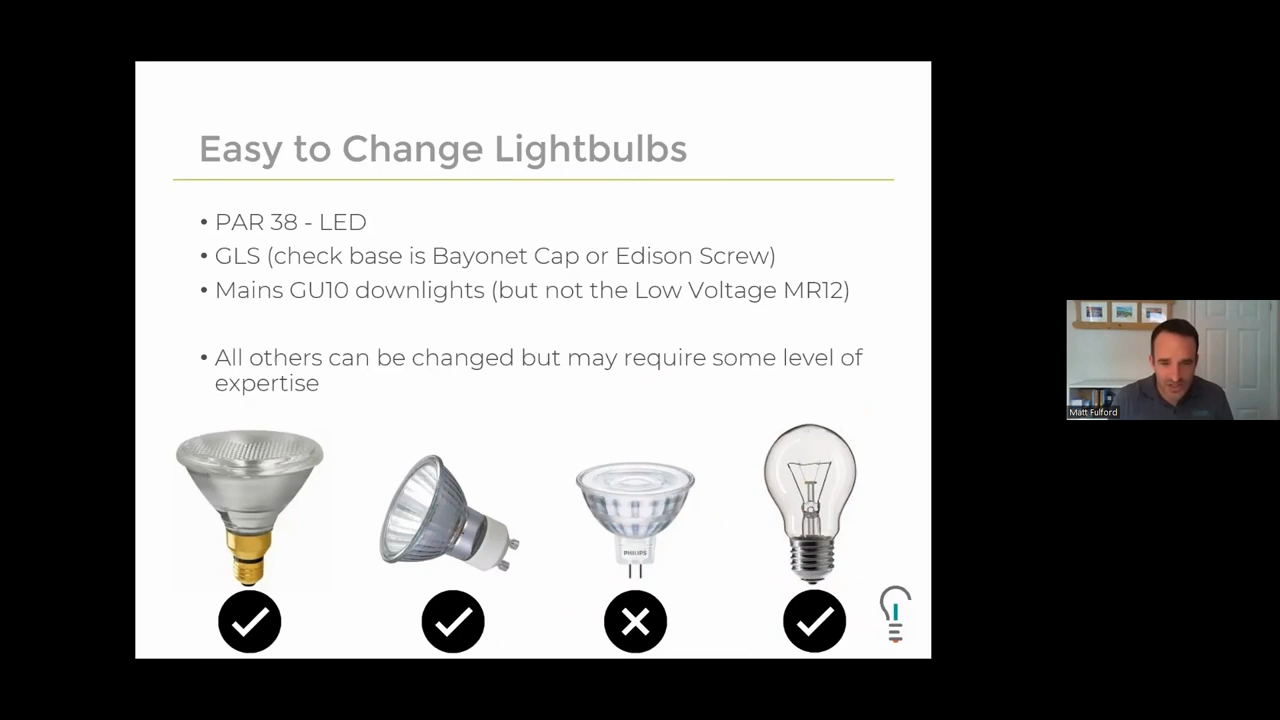 Easy to Change Lightbulbs
• PAR 38 - LED
• GLS (check base is Bayonet Cap or Edison Screw)
• Mains GU10 downlights (but not the Low Voltage MR12)
• All others can be changed but may require some level of
expertise
PHILIPS
Matt Fulford